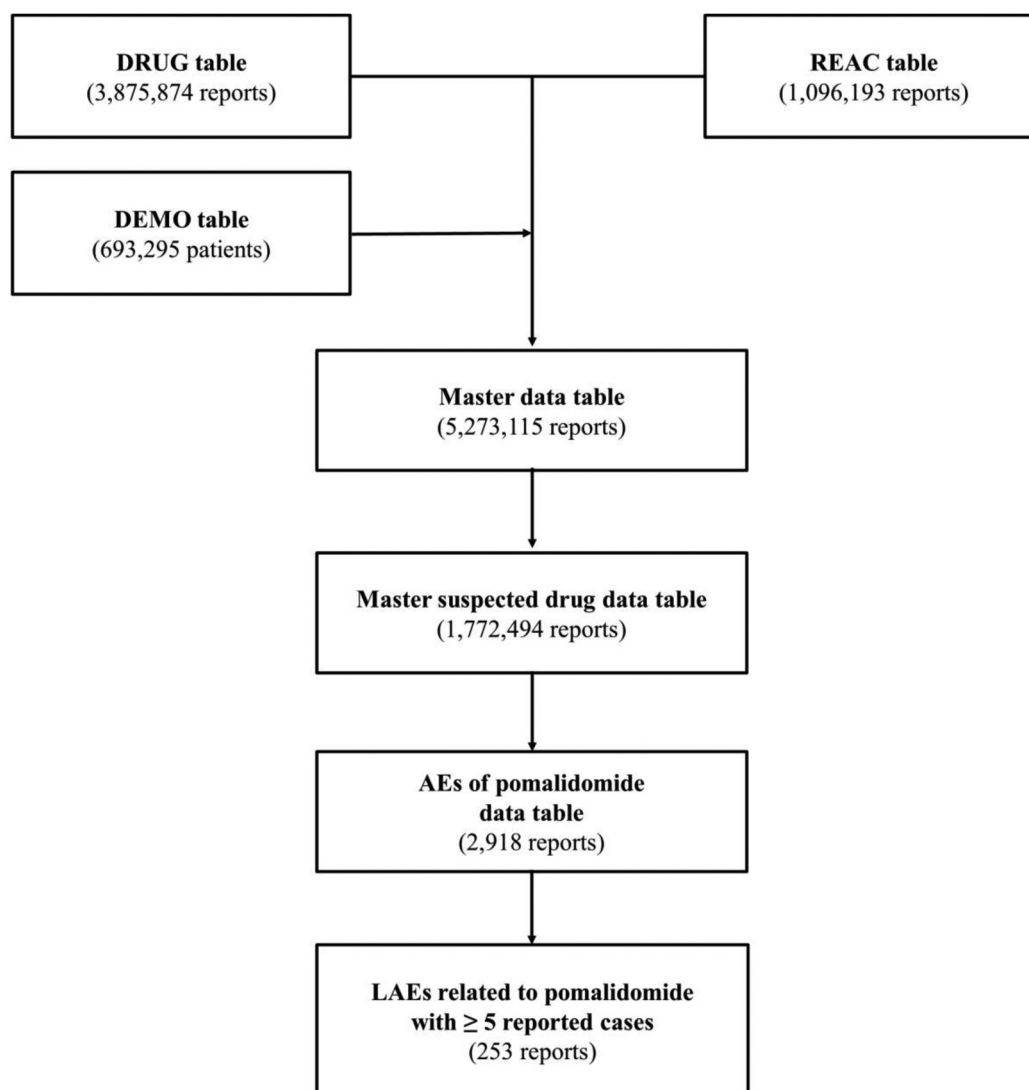 DRUG table
(3,875,874 reports)
REAC table
(1,096,193 reports)
DEMO table
(693,295 patients)
Master data table
(5,273,115 reports)
Master suspected drug data table
(1,772,494 reports)
AEs of pomalidomide
data table
(2,918 reports)
LAEs related to pomalidomide
with ≥ 5 reported cases
(253 reports)